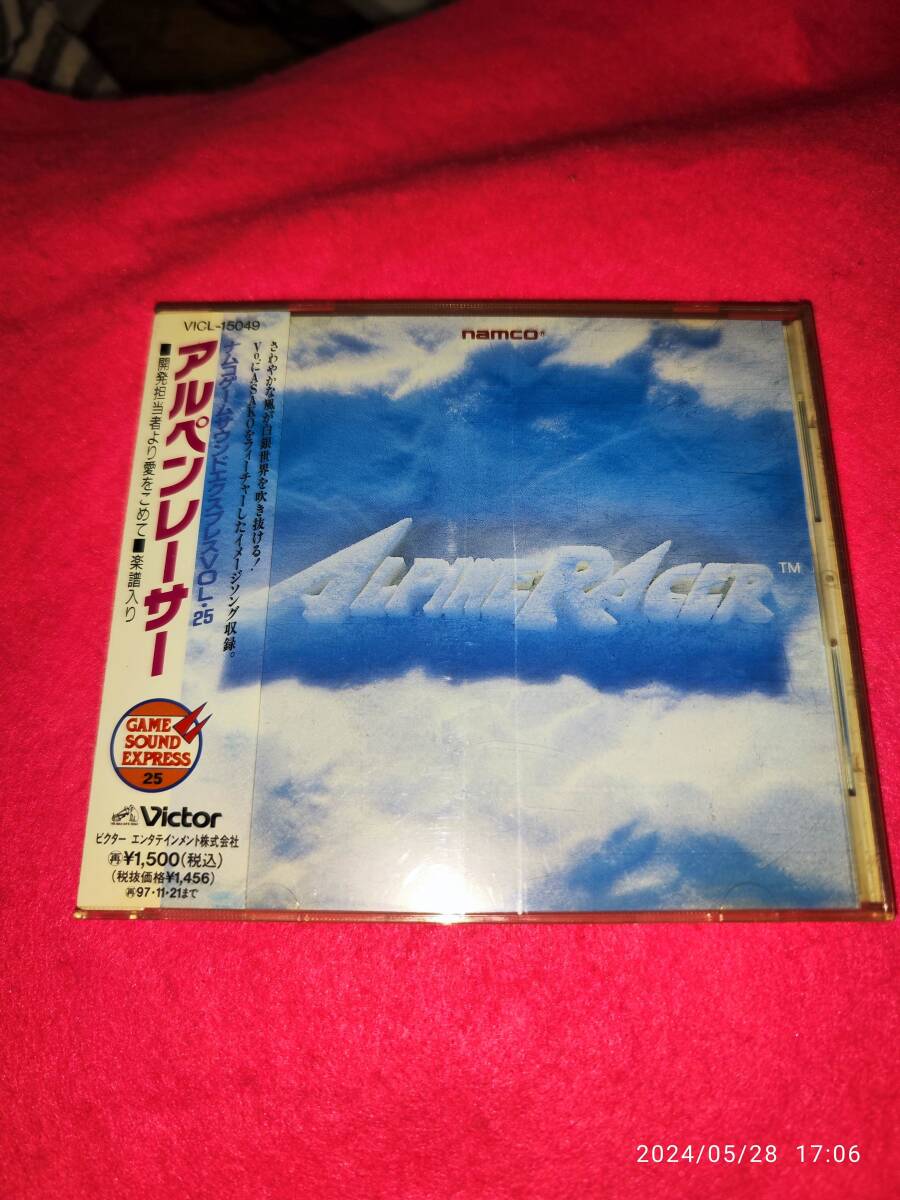 VICL-15049
さわやかな風が白銀世界を吹き抜ける!
Vo.にASAKOをフィーチャーしたイメージソング収録。
ナムコゲームサウンドエクスプレスVOL.25
アルペンレーサー
■開発担当者より愛をこめて■楽譜入り
GAME
SOUND
EXPRESS
25
Victor
ビクター エンタテインメント株式会社
再¥1,500(税込)
(税抜価格¥1,456)
再97・11・21まで
namco
ALPINE RACER™
2024/05/28 17:06